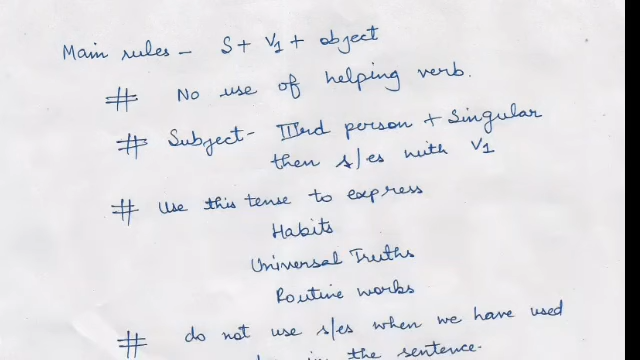 Main rules - S + V1 + object
# No use of helping verb.
# Subject - IIIrd person + Singular
then s/es with V1
# Use this tense to express
Habits
Universal Truths
Routine works
# do not use s/es when we have used
in the sentence.